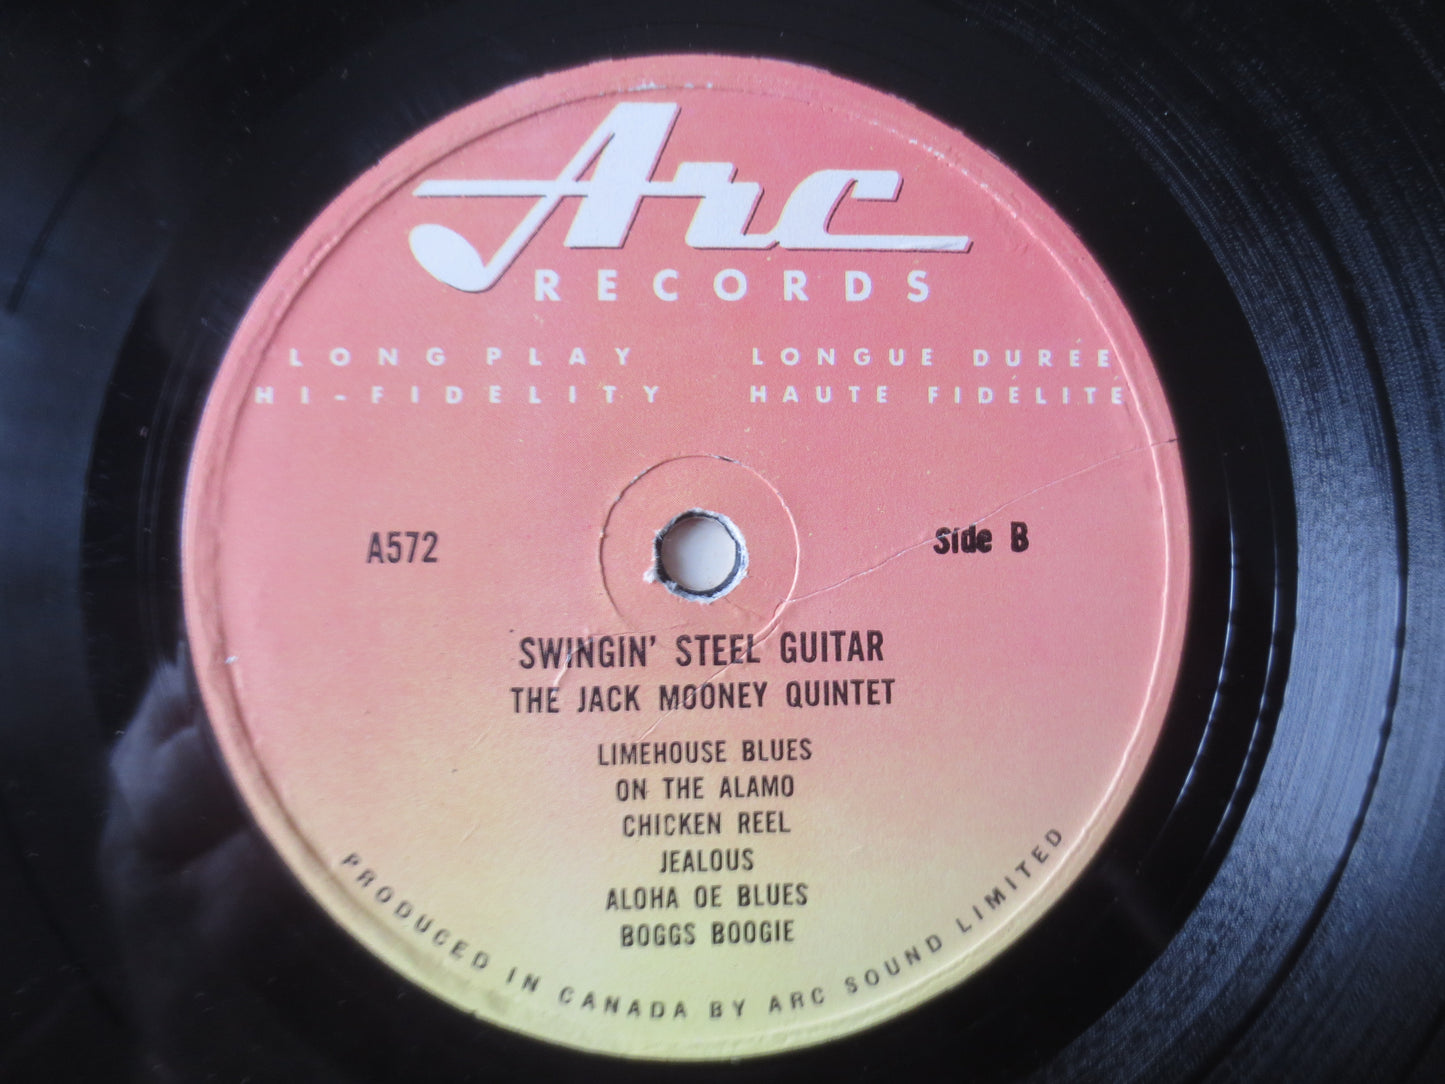 Arc
RECORDS
LONG PLAY LONGUE DURÉE
HI-FIDELITY HAUTE FIDÉLITÉ
A572 Side B
SWINGIN' STEEL GUITAR
THE JACK MOONEY QUINTET
LIMEHOUSE BLUES
ON THE ALAMO
CHICKEN REEL
JEALOUS
ALOHA OE BLUES
BOGGS BOOGIE
PRODUCED IN CANADA BY ARC SOUND LIMITED